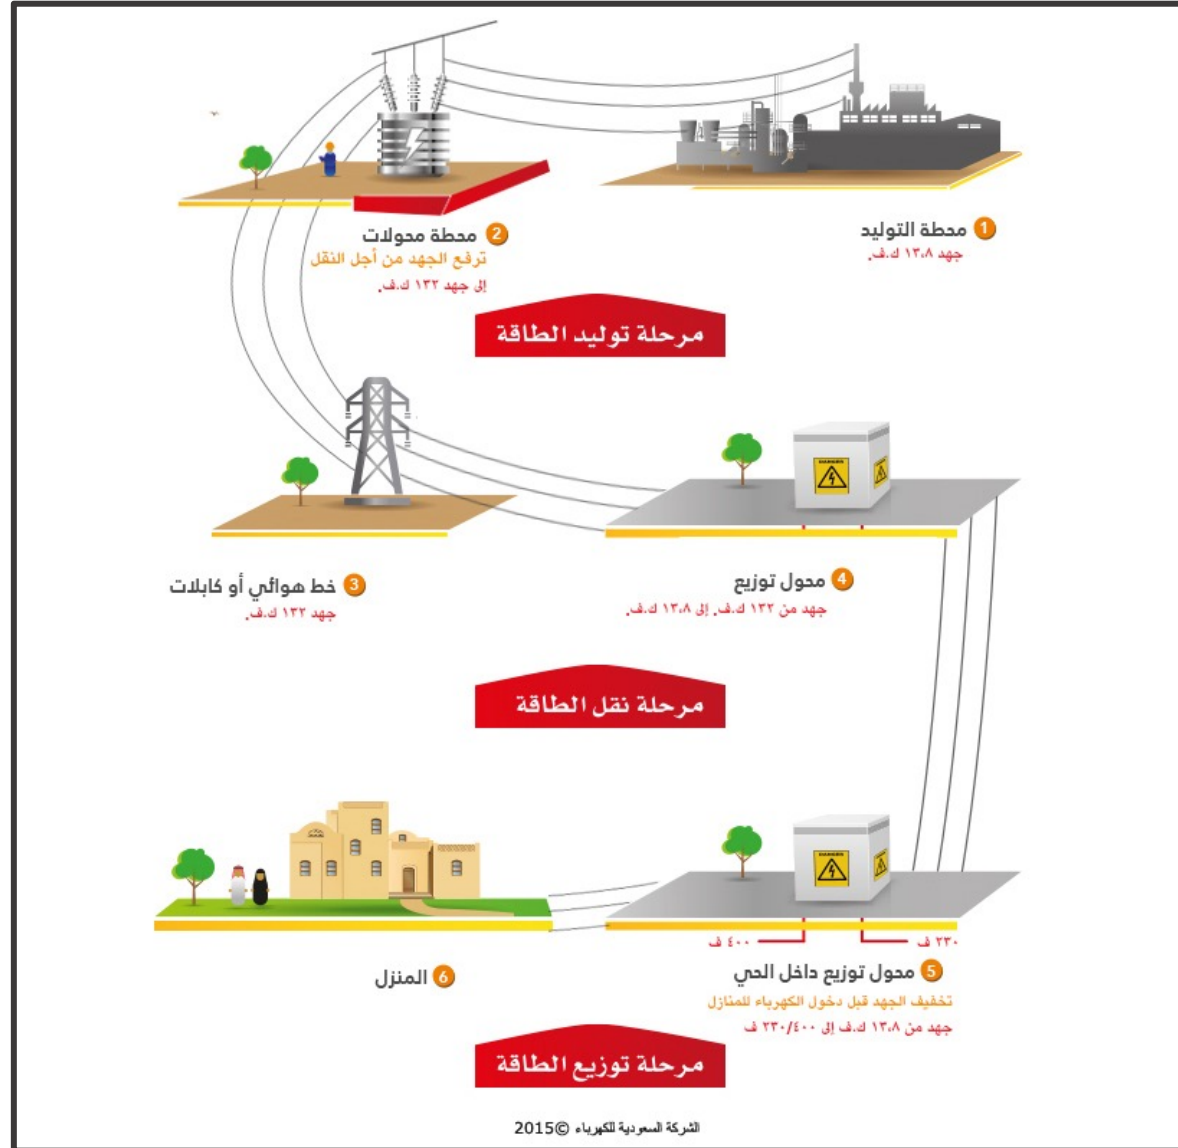 1 محطة التوليد
جهد ١٣،٨ ك.ف.
2 محطة محولات
ترفع الجهد من أجل النقل
إلى جهد ١٣٢ ك.ف.
مرحلة توليد الطاقة
3 خط هوائي أو كابلات
جهد ١٣٢ ك.ف.
DANGER
4 محول توزيع
جهد من ١٣٢ ك.ف. إلى ١٣،٨ ك.ف.
مرحلة نقل الطاقة
DANGER
٢٣٠ ف
٤٠٠ ف
5 محول توزيع داخل الحي
تخفيف الجهد قبل دخول الكهرباء للمنازل
جهد من ١٣،٨ ك.ف إلى ٢٣٠/٤٠٠ ف
6 المنزل
مرحلة توزيع الطاقة
الشركة السعودية للكهرباء ©2015